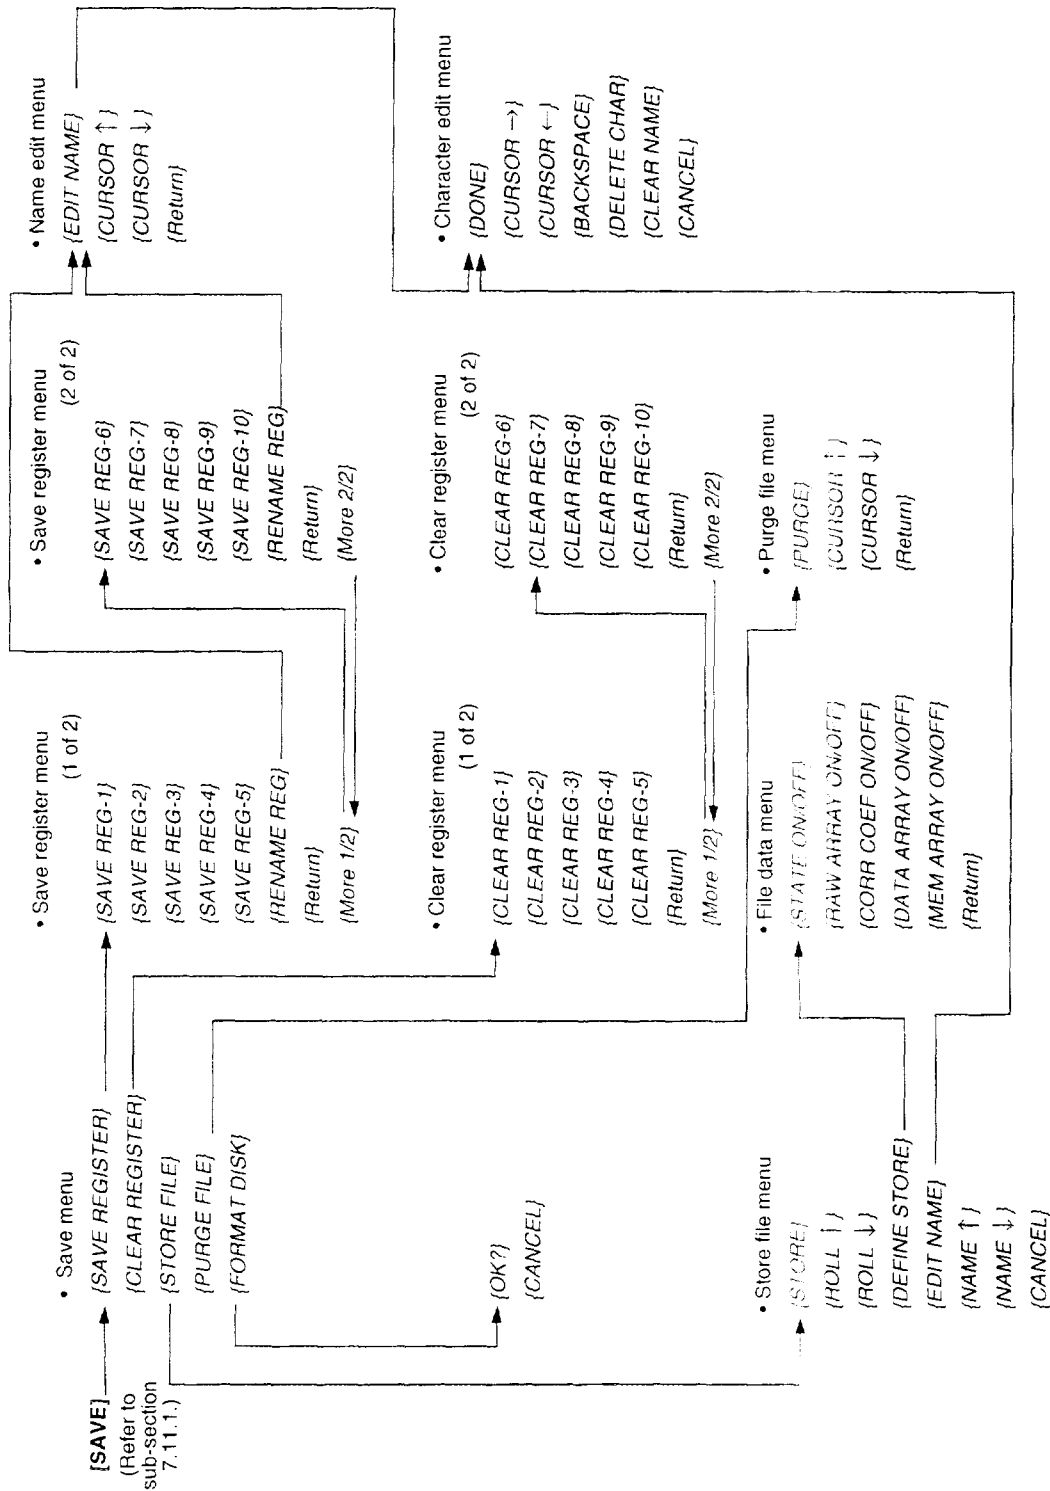 [SAVE]
(Refer to
sub-section
7.11.1.)
• Save menu
{SAVE REGISTER}
{CLEAR REGISTER}
{STORE FILE}
{PURGE FILE}
{FORMAT DISK}
• Save register menu
(1 of 2)
{SAVE REG-1}
{SAVE REG-2}
{SAVE REG-3}
{SAVE REG-4}
{SAVE REG-5}
{RENAME REG}
{Return}
{More 1/2}
• Save register menu
(2 of 2)
{SAVE REG-6}
{SAVE REG-7}
{SAVE REG-8}
{SAVE REG-9}
{SAVE REG-10}
{RENAME REG}
{Return}
{More 2/2}
• Name edit menu
{EDIT NAME}
{CURSOR ↑}
{CURSOR ↓}
{Return}
{OK?}
{CANCEL}
• Clear register menu
(1 of 2)
{CLEAR REG-1}
{CLEAR REG-2}
{CLEAR REG-3}
{CLEAR REG-4}
{CLEAR REG-5}
{Return}
{More 1/2}
• Clear register menu
(2 of 2)
{CLEAR REG-6}
{CLEAR REG-7}
{CLEAR REG-8}
{CLEAR REG-9}
{CLEAR REG-10}
{Return}
{More 2/2}
• Character edit menu
{DONE}
{CURSOR →}
{CURSOR ←}
{BACKSPACE}
{DELETE CHAR}
{CLEAR NAME}
{CANCEL}
• Store file menu
{STORE}
{ROLL ↑}
{ROLL ↓}
{DEFINE STORE}
{EDIT NAME}
{NAME ↑}
{NAME ↓}
{CANCEL}
• File data menu
{STATE ON/OFF}
{RAW ARRAY ON/OFF}
{CORR COEF ON/OFF}
{DATA ARRAY ON/OFF}
{MEM ARRAY ON/OFF}
{Return}
• Purge file menu
{PURGE}
{CURSOR ↑}
{CURSOR ↓}
{Return}